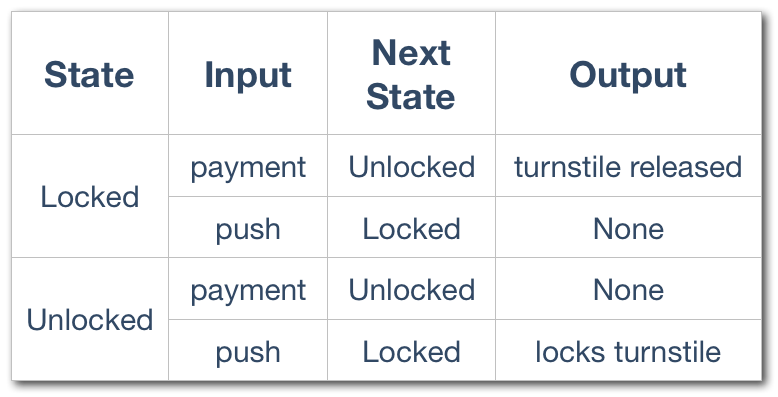 State Input Next State Output
Locked payment Unlocked turnstile released
push Locked None
Unlocked payment Unlocked None
push Locked locks turnstile